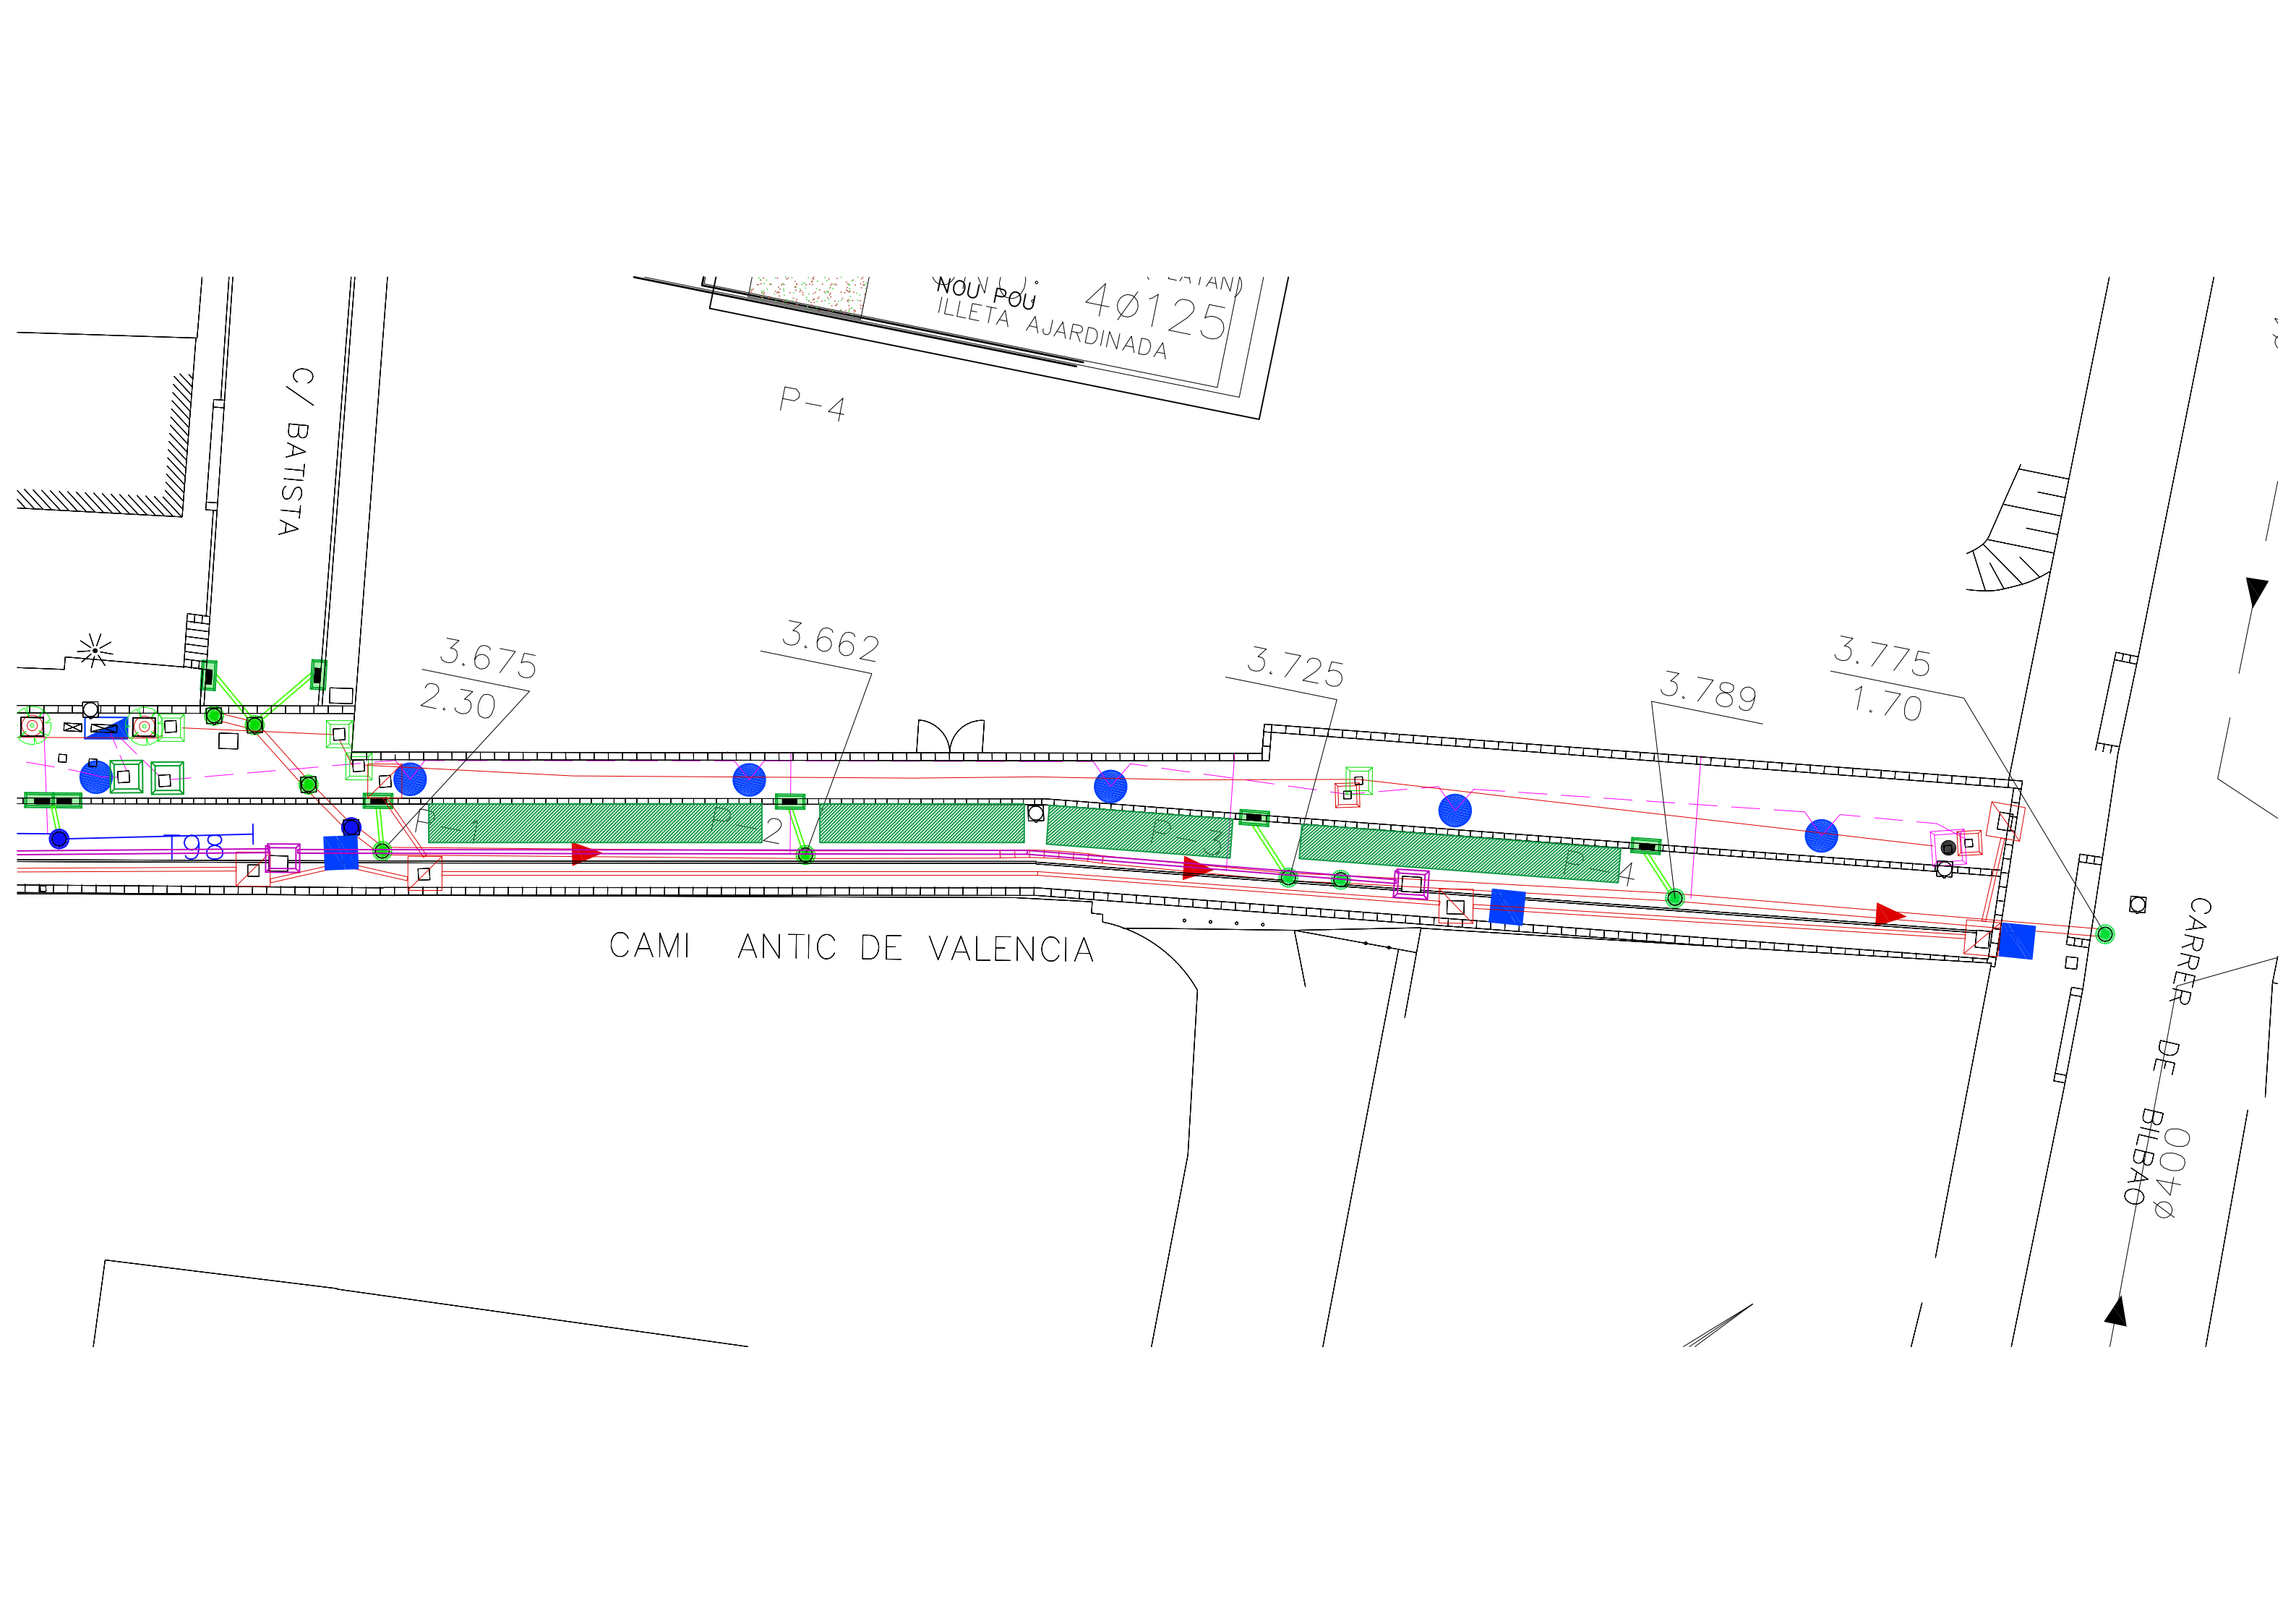 NOU POU
4ø125
ILLETA AJARDINADA
P-4
C/ BATISTA
3.675
2.30
3.662
3.725
3.789
3.775
1.70
P-1
P-2
P-3
P-4
T98
CAMI ANTIC DE VALENCIA
CARRER DE BILBAO
ø400